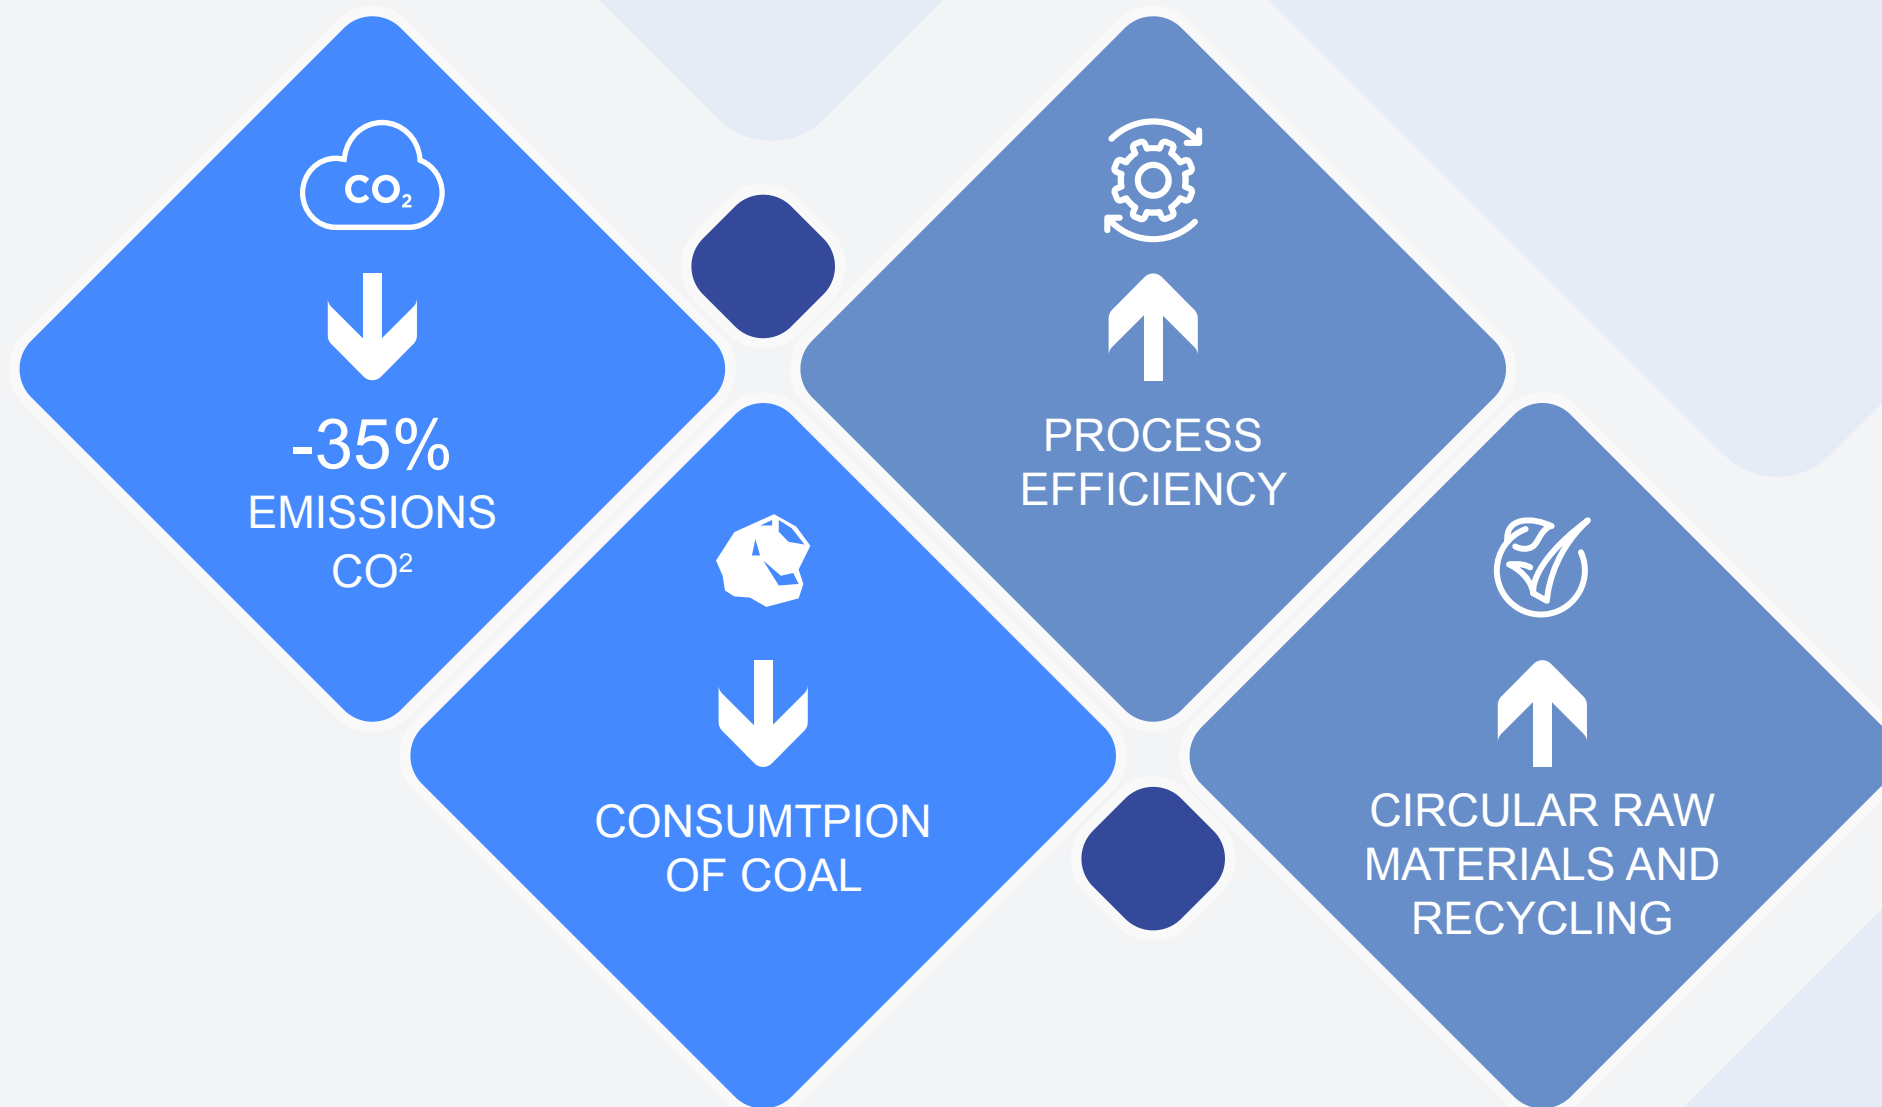 CO₂
-35%
EMISSIONS
CO²
CONSUMTPION
OF COAL
PROCESS
EFFICIENCY
CIRCULAR RAW
MATERIALS AND
RECYCLING